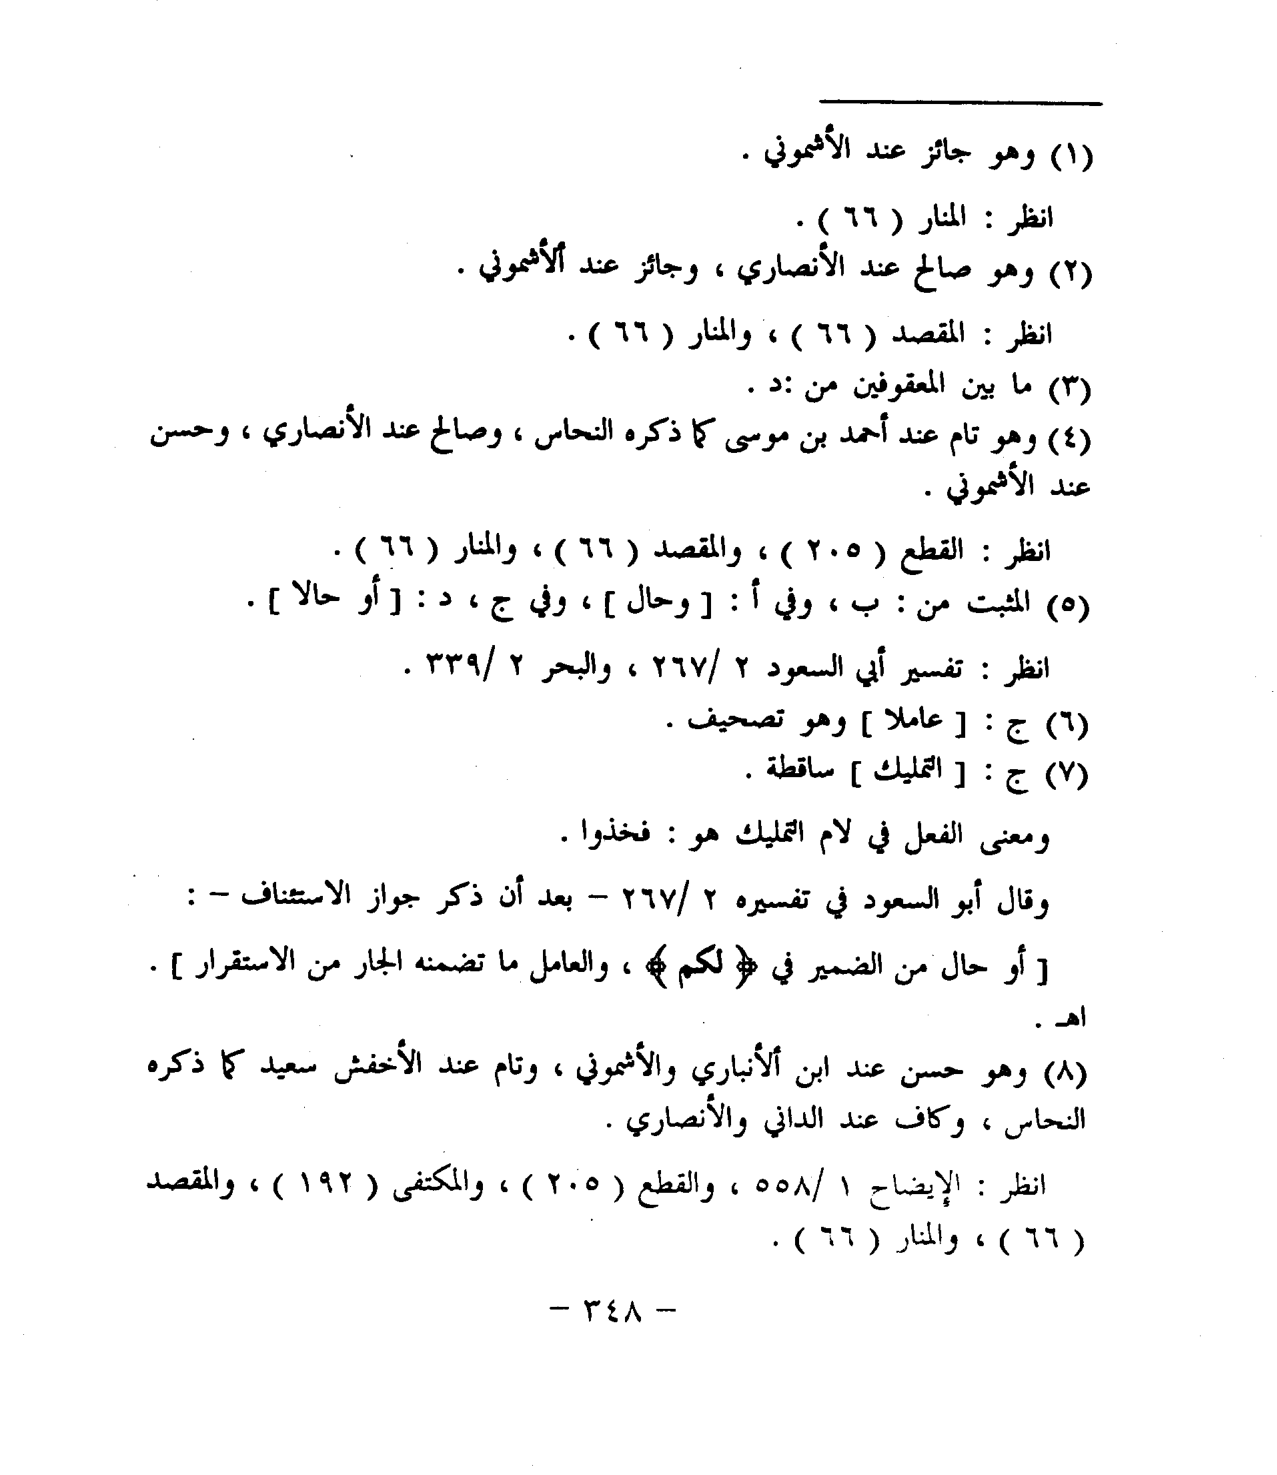 (١) وهو جائز عند الأشموني .
انظر : المنار ( ٦٦ ) .
(٢) وهو صالح عند الأنصاري ، وجائز عند ألأشموني .
انظر : المقصد ( ٦٦ ) ، والمنار ( ٦٦ ) .
(٣) ما بين المعقوفين من :د .
(٤) وهو تام عند أحمد بن موسى كما ذكره النحاس ، وصالح عند الأنصاري ، وحسن
عند الأشموني .
انظر : القطع ( ٢٠٥ ) ، والمقصد ( ٦٦ ) ، والمنار ( ٦٦ ) .
(٥) المثبت من : ب ، وفي أ : [ وحال ] ، وفي ج ، د : [ أو حالا ] .
انظر : تفسير أبي السعود ٢ /٢٦٧ ، والبحر ٢ /٣٣٩ .
(٦) ج : [ عاملا ] وهو تصحيف .
(٧) ج : [ التمليك ] ساقطة .
ومعنى الفعل في لام التمليك هو : فخذوا .
وقال أبو السعود في تفسيره ٢ /٢٦٧ – بعد أن ذكر جواز الاستئناف – :
[ أو حال من الضمير في ﴿ لكم ﴾ ، والعامل ما تضمنه الجار من الاستقرار ] .
اهـ .
(٨) وهو حسن عند ابن ألأنباري والأشموني ، وتام عند الأخفش سعيد كما ذكره
النحاس ، وكاف عند الداني والأنصاري .
انظر : الإيضاح ١ /٥٥٨ ، والقطع ( ٢٠٥ ) ، والمكتفى ( ١٩٢ ) ، والمقصد
( ٦٦ ) ، والمنار ( ٦٦ ) .
– ٣٤٨ –